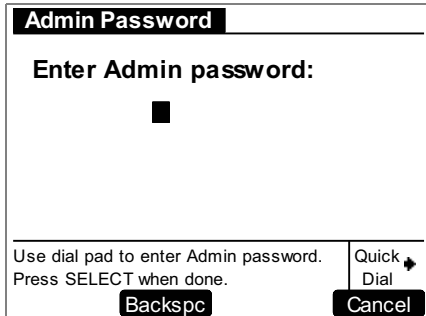 Admin Password
Enter Admin password:
Use dial pad to enter Admin password.
Press SELECT when done.
Quick
Dial
Backspc
Cancel